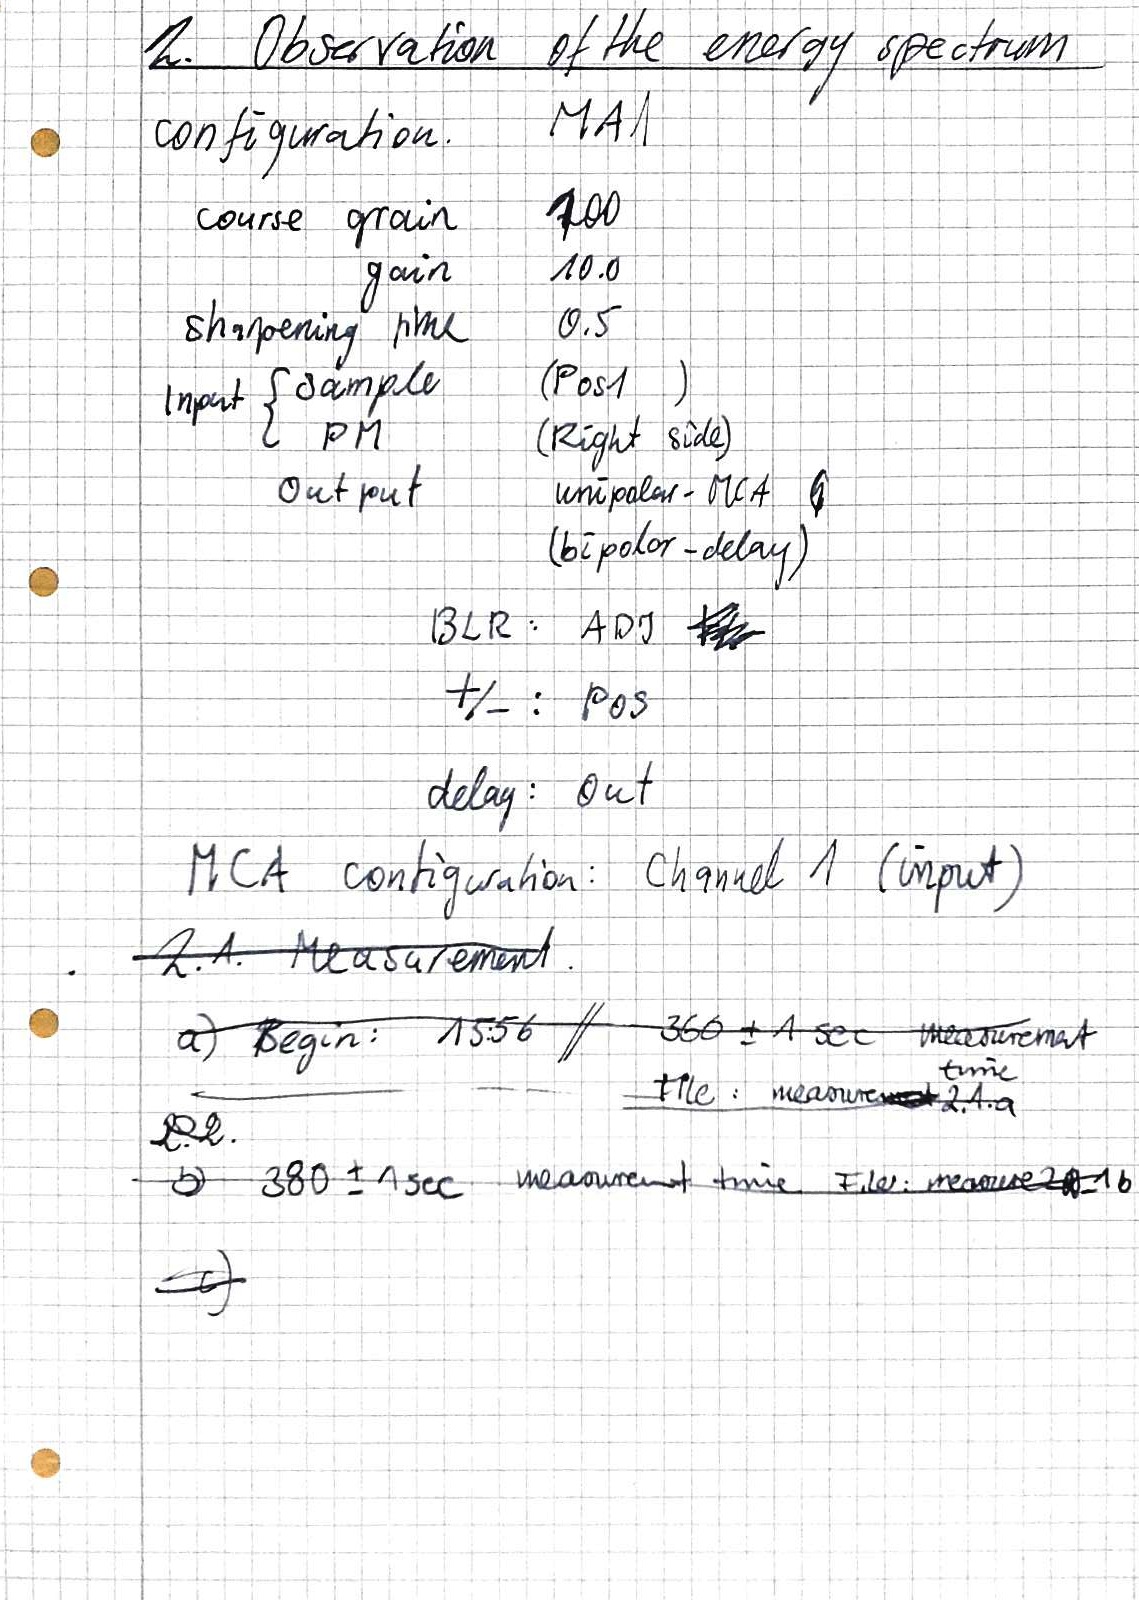 2. Observation of the energy spectrum
configuration. MA1
course grain 100
gain 10.0
sharpening time 0.5
Input { Sample (Pos1 )
PM (Right side)
Output unipolar - MCA
(bipolar - delay)
BLR: ADJ
+/- : POS
delay: Out
MCA configuration: Channel 1 (input)
2.1. Measurement.
a) Begin: 15:56 // 360 ± 1 sec measurement
time
File: measurement 2.1.a
2.2.
b) 380 ± 1 sec measurement time File: measure
c)